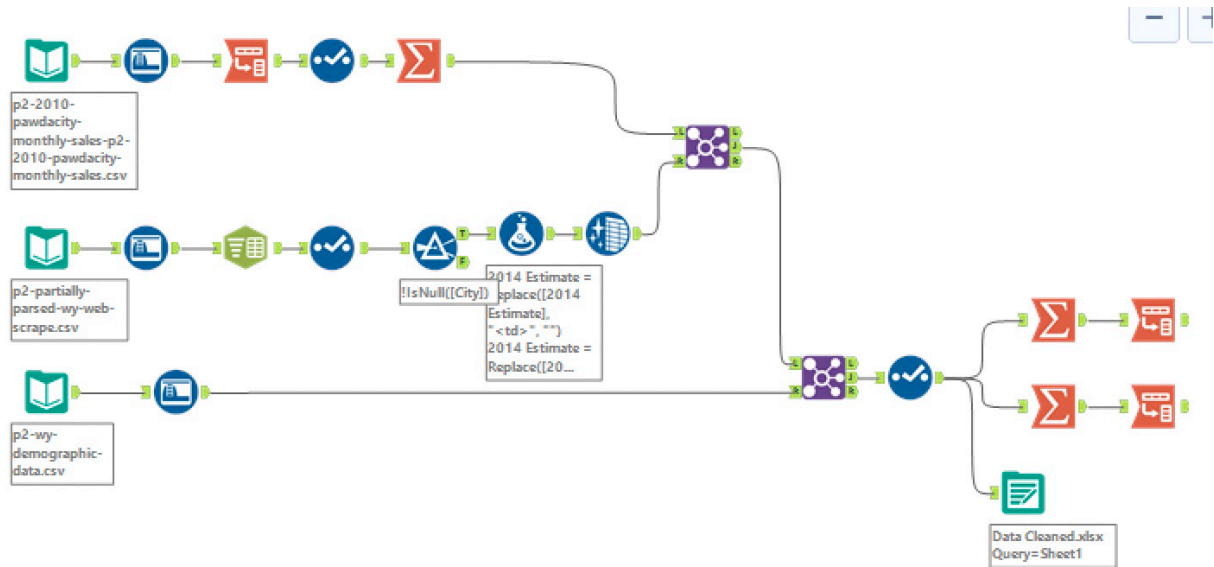 p2-2010-
pawdacity-
monthly-sales-p2-
2010-pawdacity-
monthly-sales.csv
L
R
L
J
R
p2-partially-
parsed-wy-web-
scrape.csv
T
F
!IsNull([City])
2014 Estimate =
Replace([2014
Estimate],
"<td>", "")
2014 Estimate =
Replace([20...
p2-wy-
demographic-
data.csv
L
R
L
J
R
Data Cleaned.xlsx
Query=Sheet1